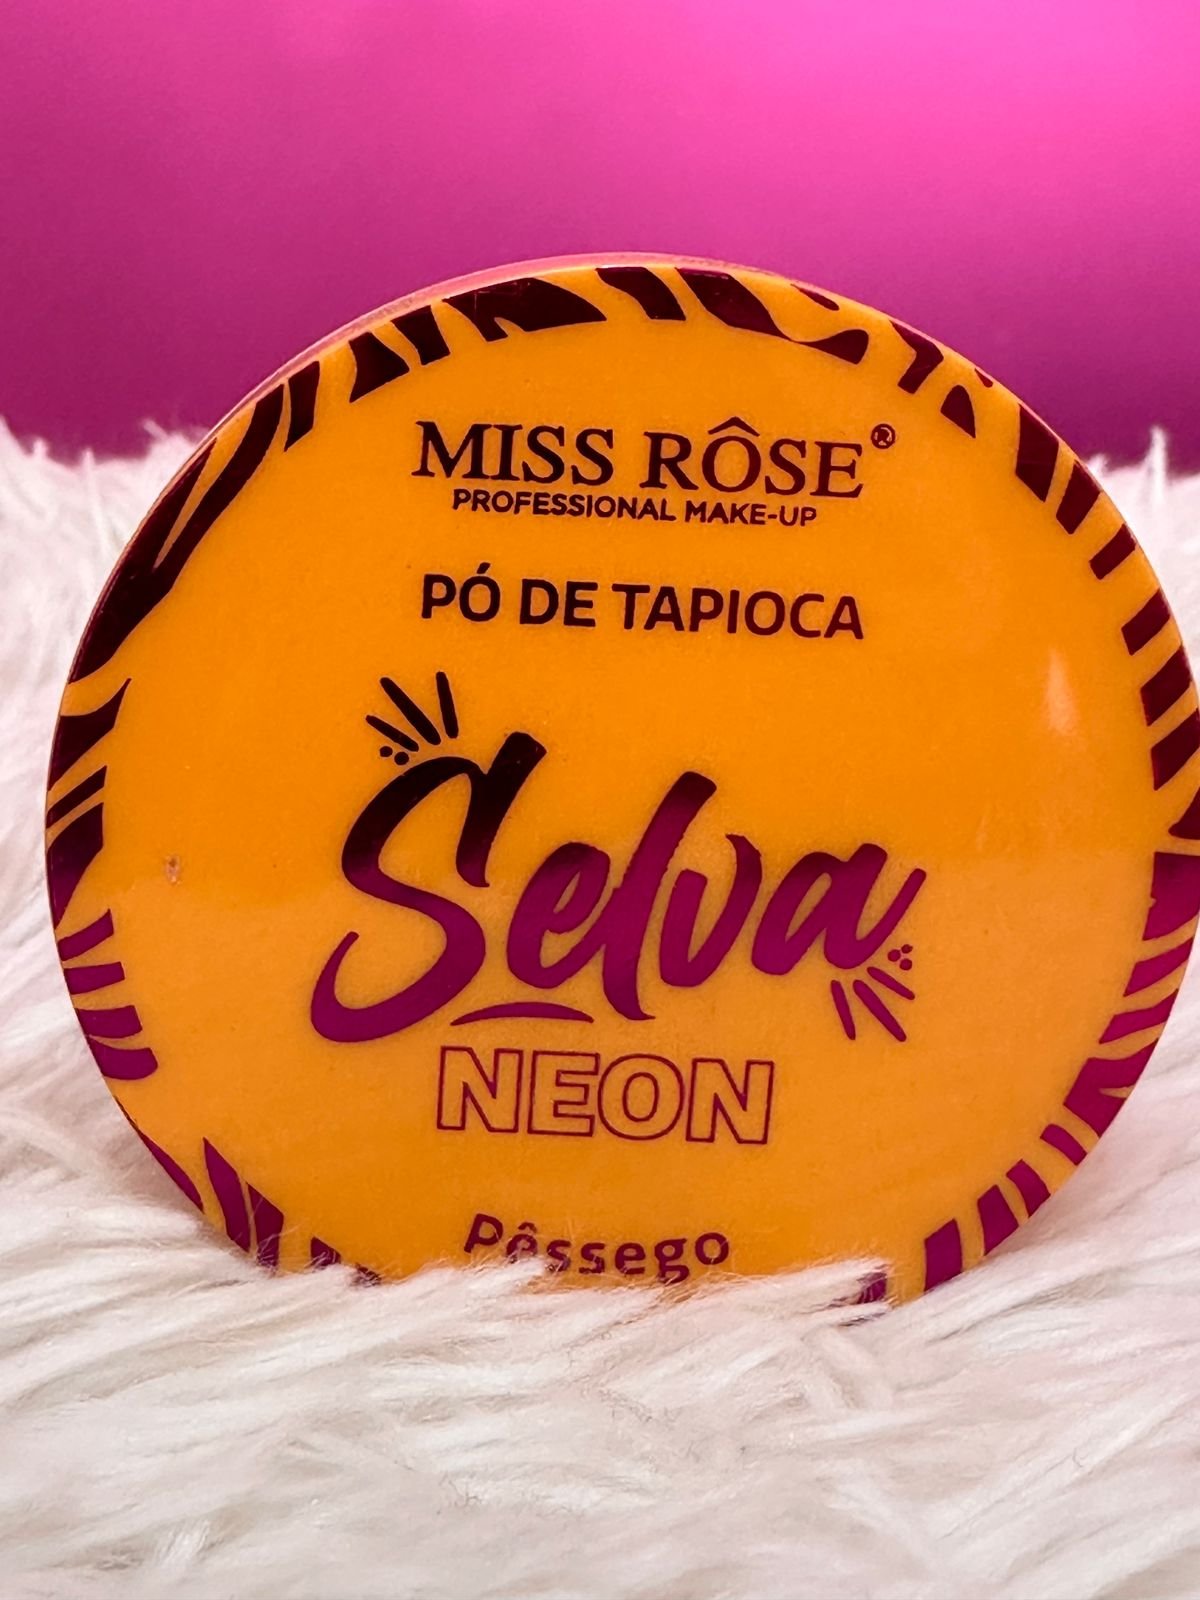 MISS RÔSE®
PROFESSIONAL MAKE-UP
PÓ DE TAPIOCA
Selva
NEON
Pêssego